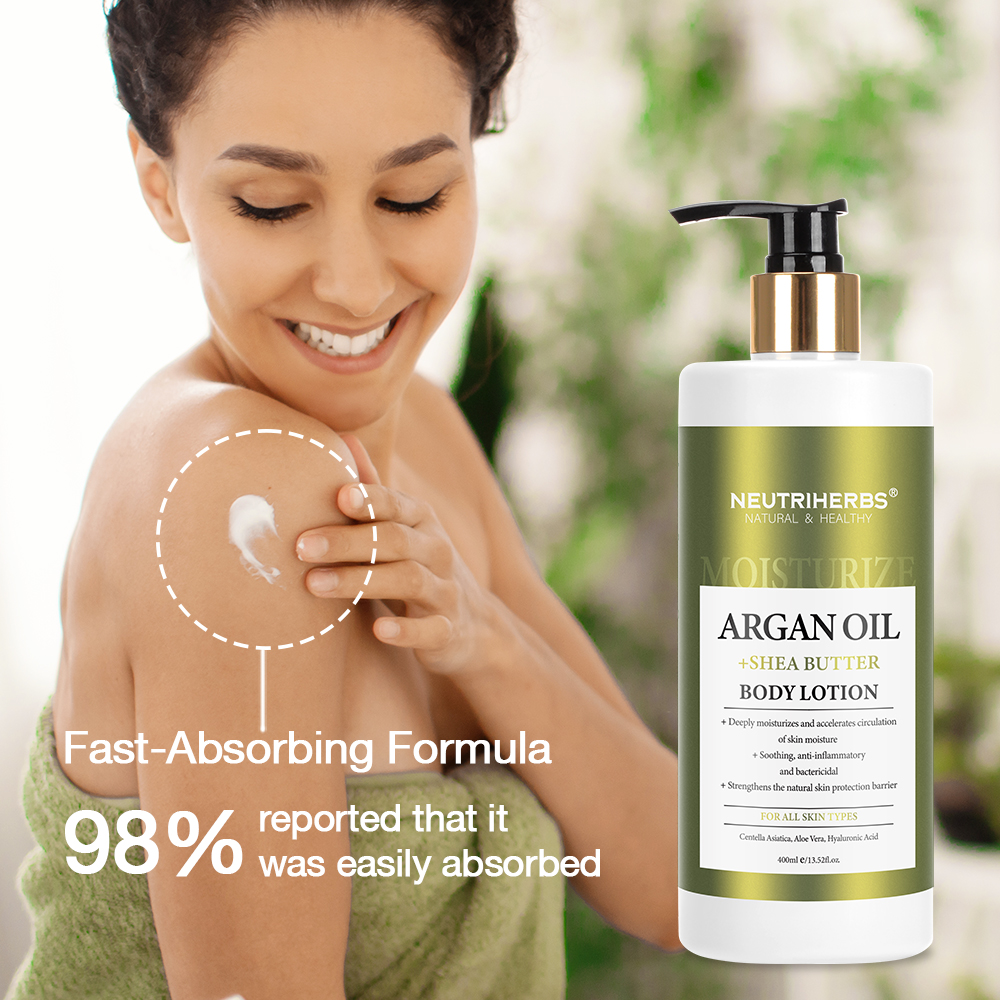 Fast-Absorbing Formula
98% reported that it
was easily absorbed
NEUTRIHERBS®
NATURAL & HEALTHY
MOISTURIZE
ARGAN OIL
+SHEA BUTTER
BODY LOTION
+ Deeply moisturizes and accelerates circulation
of skin moisture
+ Soothing, anti-inflammatory
and bactericidal
+ Strengthens the natural skin protection barrier
FOR ALL SKIN TYPES
Centella Asiatica, Aloe Vera, Hyaluronic Acid
400ml e/13.52fl.oz.